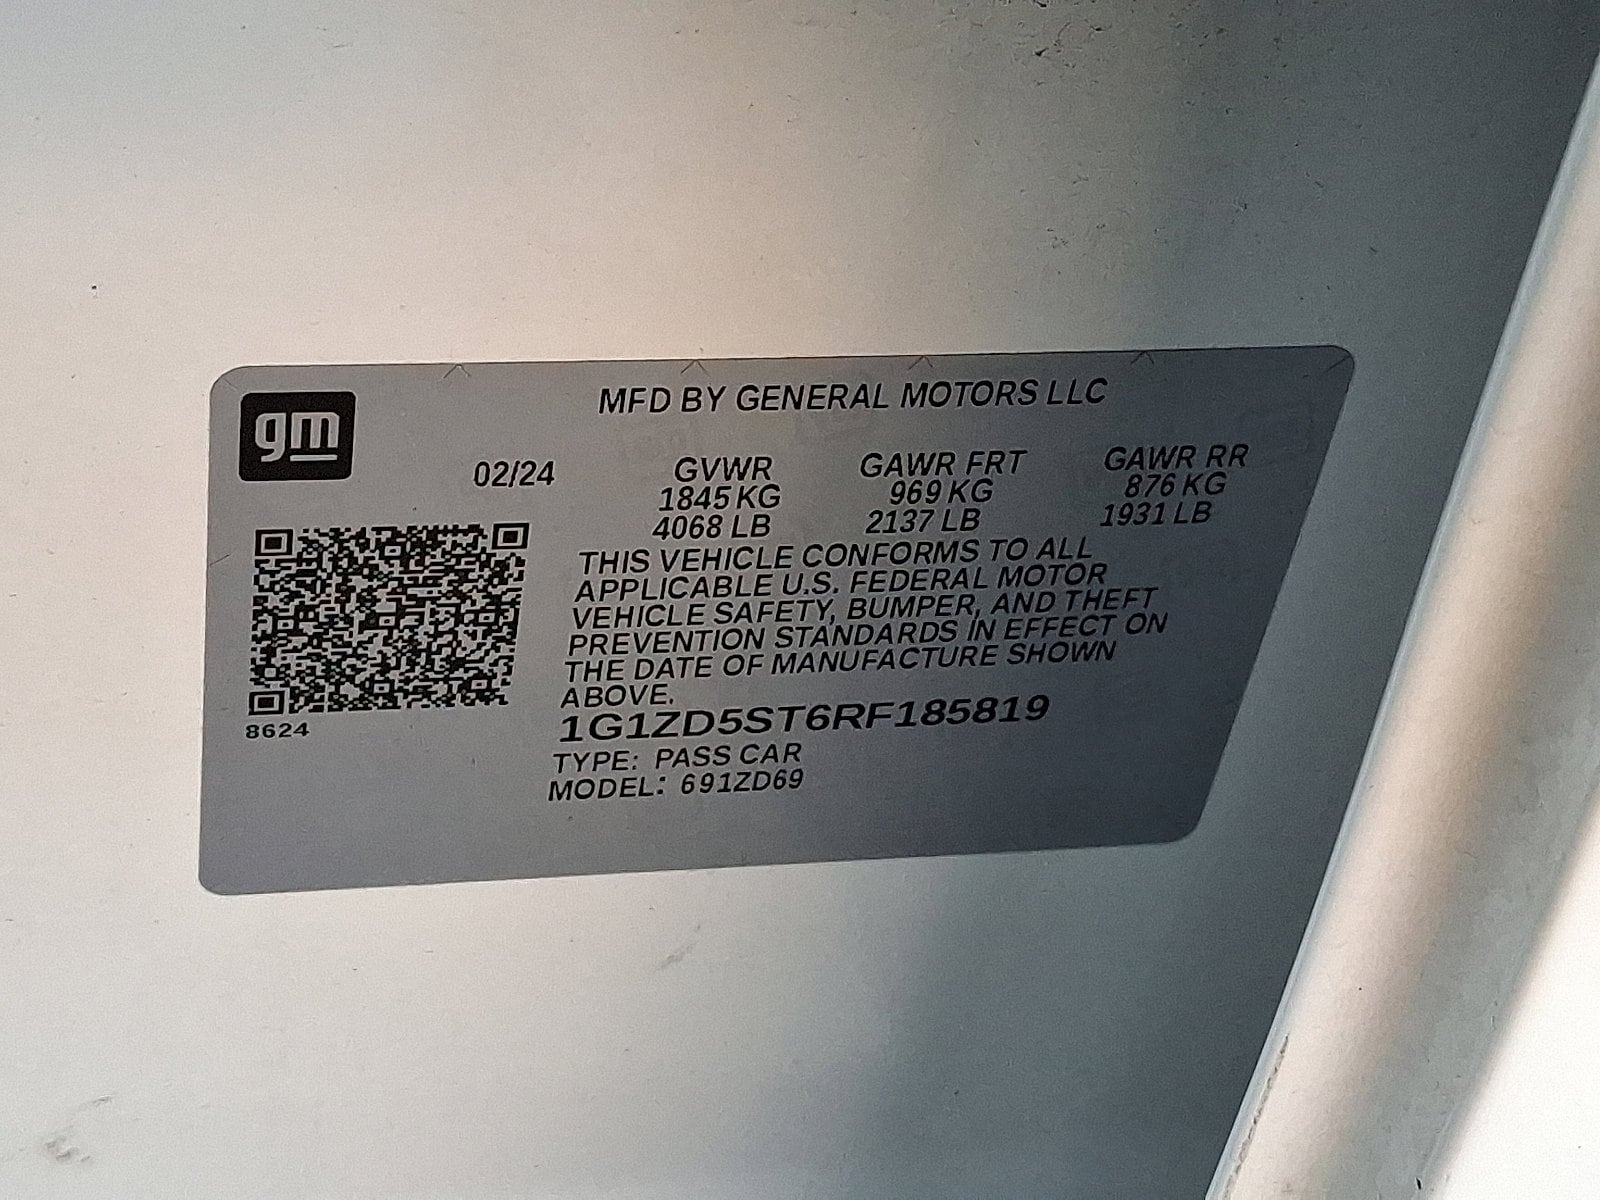 gm
MFD BY GENERAL MOTORS LLC
02/24 GVWR GAWR FRT GAWR RR
1845 KG 969 KG 876 KG
4068 LB 2137 LB 1931 LB
THIS VEHICLE CONFORMS TO ALL
APPLICABLE U.S. FEDERAL MOTOR
VEHICLE SAFETY, BUMPER, AND THEFT
PREVENTION STANDARDS IN EFFECT ON
THE DATE OF MANUFACTURE SHOWN
ABOVE.
8624
1G1ZD5ST6RF185819
TYPE: PASS CAR
MODEL: 691ZD69